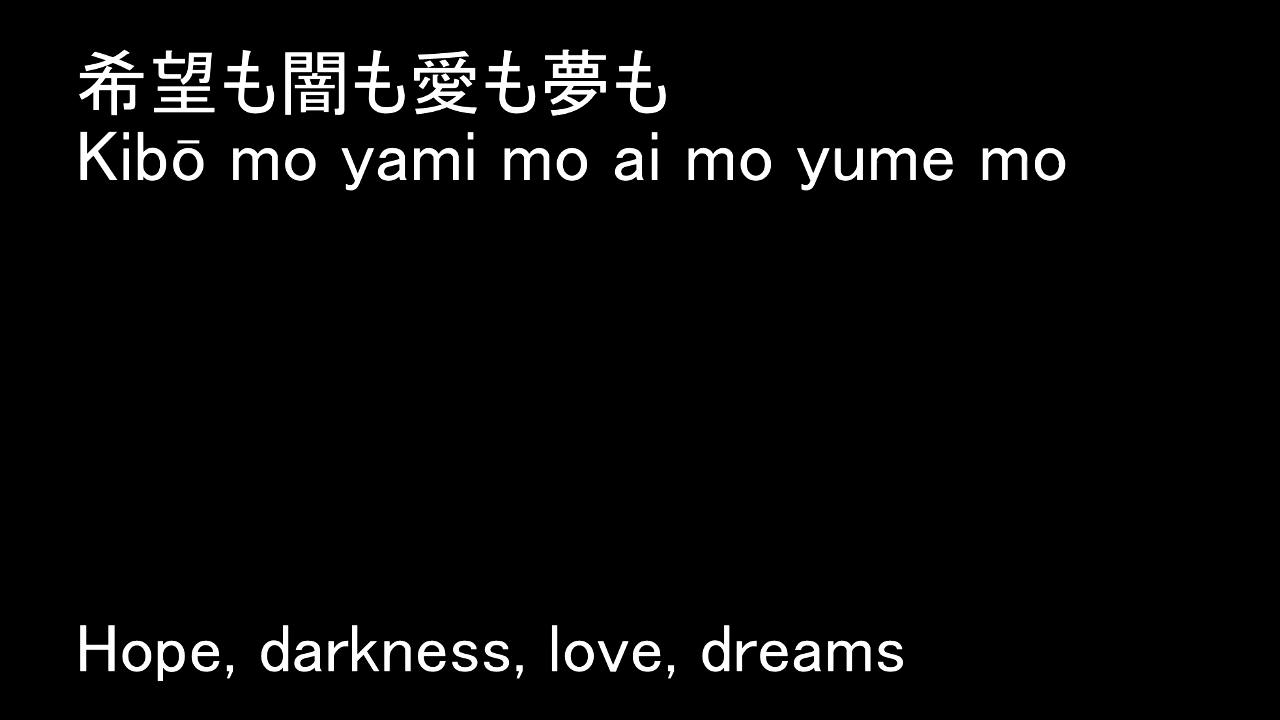 希望も闇も愛も夢も
Kibō mo yami mo ai mo yume mo
Hope, darkness, love, dreams